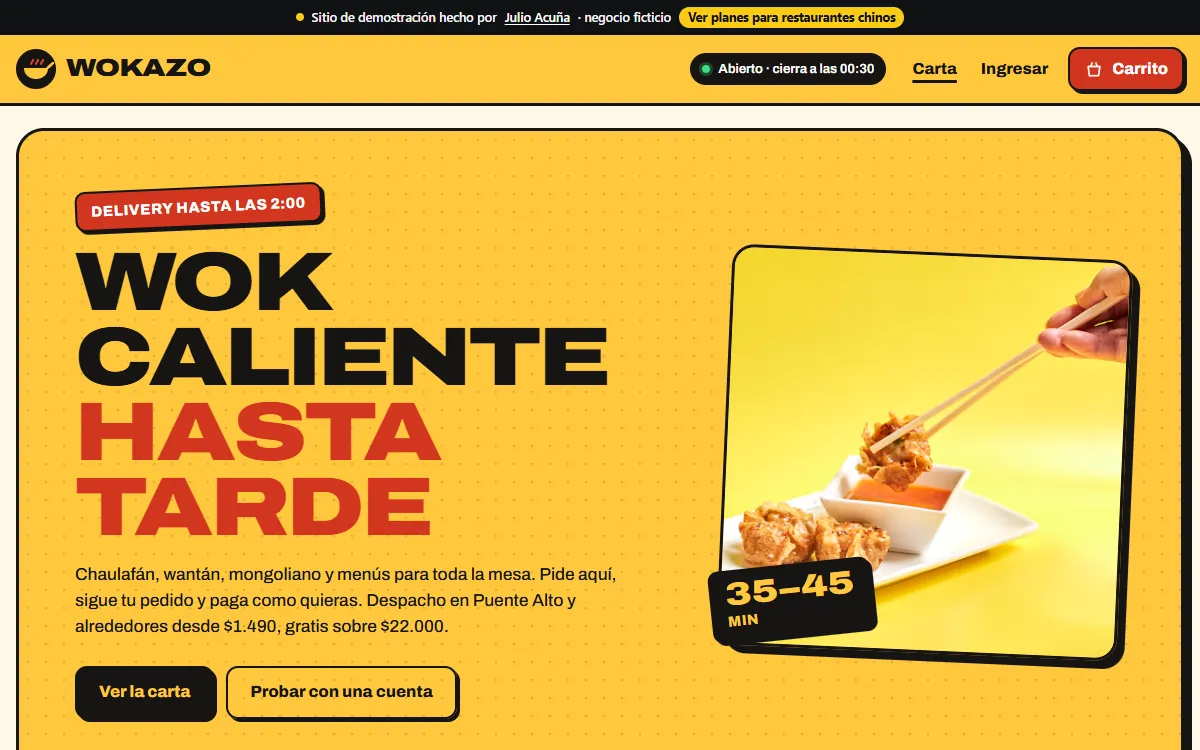 Sitio de demostración hecho por Julio Acuña · negocio ficticio Ver planes para restaurantes chinos
WOKAZO
Abierto · cierra a las 00:30
Carta
Ingresar
Carrito
DELIVERY HASTA LAS 2:00
WOK
CALIENTE
HASTA
TARDE
Chaulafán, wantán, mongoliano y menús para toda la mesa. Pide aquí,
sigue tu pedido y paga como quieras. Despacho en Puente Alto y
alrededores desde $1.490, gratis sobre $22.000.
Ver la carta
Probar con una cuenta
35–45
MIN